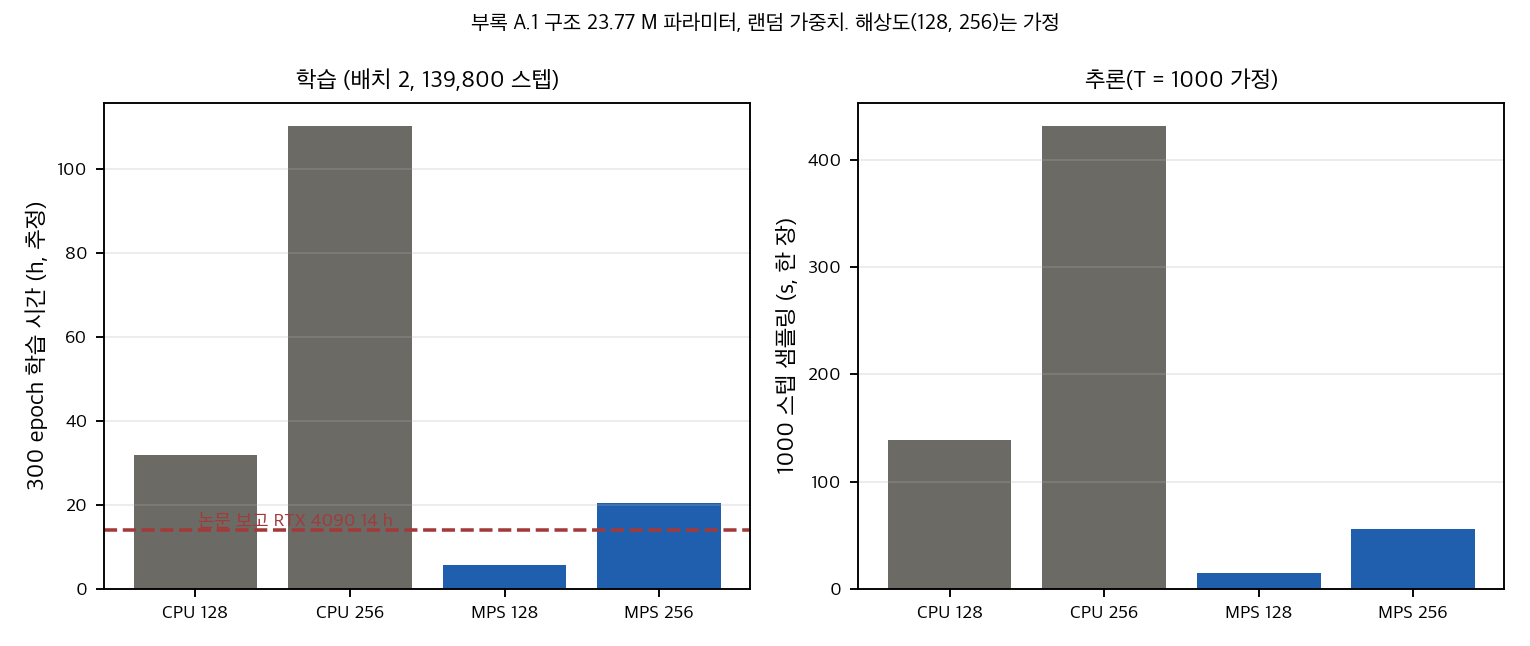 부록 A.1 구조 23.77 M 파라미터, 랜덤 가중치. 해상도(128, 256)는 가정
학습 (배치 2, 139,800 스텝)
300 epoch 학습 시간 (h, 추정)
100
80
60
40
20
0
논문 보고 RTX 4090 14 h
CPU 128
CPU 256
MPS 128
MPS 256
추론(T = 1000 가정)
1000 스텝 샘플링 (s, 한 장)
400
300
200
100
0
CPU 128
CPU 256
MPS 128
MPS 256